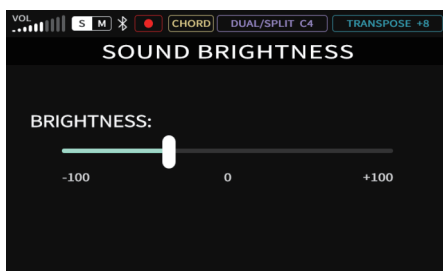 VOL S M CHORD DUAL/SPLIT C4 TRANSPOSE +8
SOUND BRIGHTNESS
BRIGHTNESS:
-100 0 +100